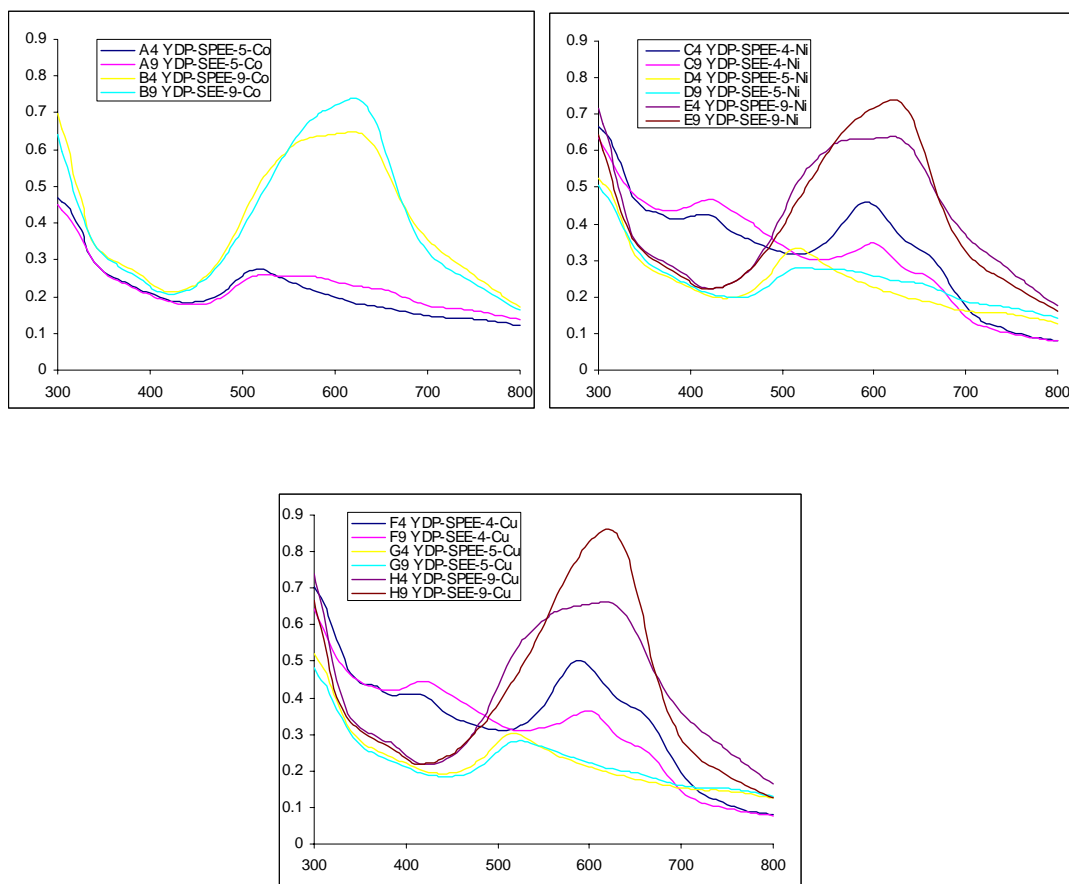 0.9
0.8
0.7
0.6
0.5
0.4
0.3
0.2
0.1
0
300 400 500 600 700 800
A4 YDP-SPEE-5-Co
A9 YDP-SEE-5-Co
B4 YDP-SPEE-9-Co
B9 YDP-SEE-9-Co
0.9
0.8
0.7
0.6
0.5
0.4
0.3
0.2
0.1
0
300 400 500 600 700 800
C4 YDP-SPEE-4-Ni
C9 YDP-SEE-4-Ni
D4 YDP-SPEE-5-Ni
D9 YDP-SEE-5-Ni
E4 YDP-SPEE-9-Ni
E9 YDP-SEE-9-Ni
0.9
0.8
0.7
0.6
0.5
0.4
0.3
0.2
0.1
0
300 400 500 600 700 800
F4 YDP-SPEE-4-Cu
F9 YDP-SEE-4-Cu
G4 YDP-SPEE-5-Cu
G9 YDP-SEE-5-Cu
H4 YDP-SPEE-9-Cu
H9 YDP-SEE-9-Cu